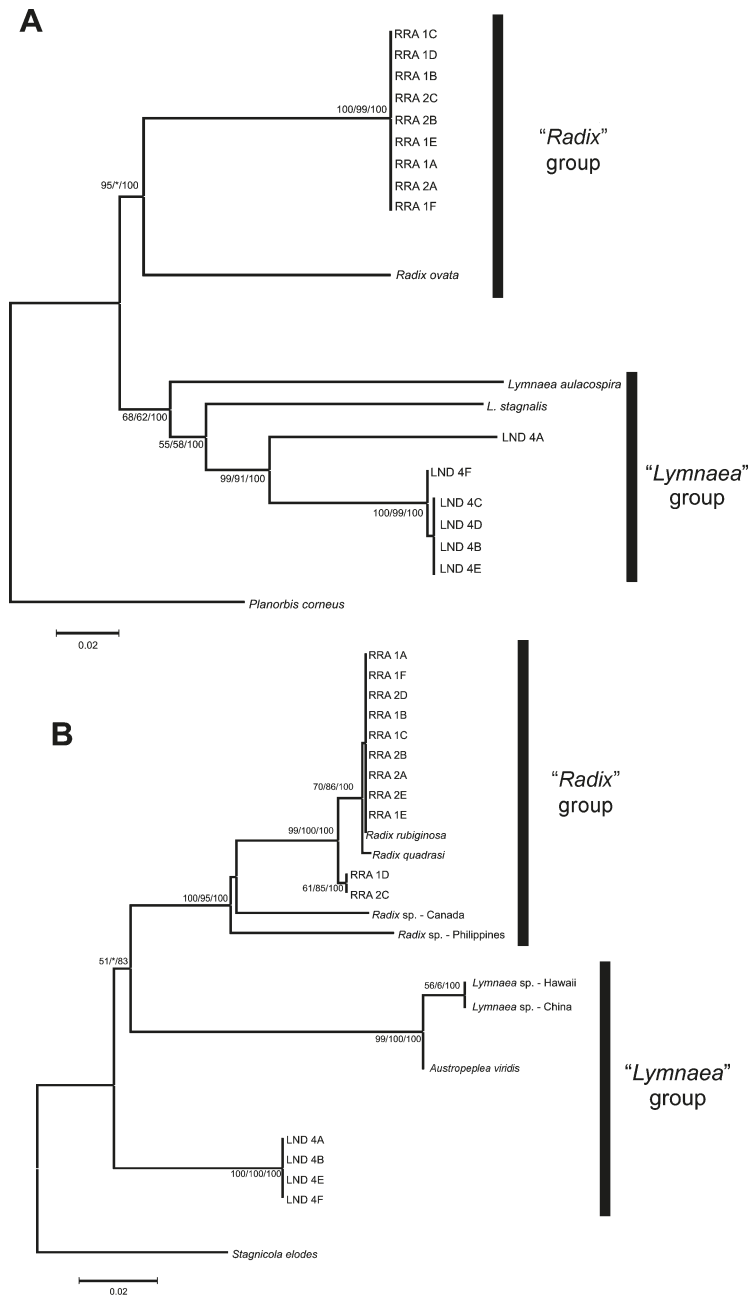 A
RRA 1C
RRA 1D
RRA 1B
RRA 2C
100/99/100
RRA 2B
RRA 1E
RRA 1A
RRA 2A
RRA 1F
“Radix”
group
95/*/100
Radix ovata
Lymnaea aulacospira
68/62/100
L. stagnalis
55/58/100
LND 4A
99/91/100
LND 4F
100/99/100
LND 4C
LND 4D
LND 4B
LND 4E
“Lymnaea”
group
Planorbis corneus
0.02
B
RRA 1A
RRA 1F
RRA 2D
RRA 1B
RRA 1C
RRA 2B
RRA 2A
RRA 2E
RRA 1E
70/86/100
Radix rubiginosa
99/100/100
Radix quadrasi
RRA 1D
61/85/100
RRA 2C
100/95/100
Radix sp. - Canada
Radix sp. - Philippines
“Radix”
group
51/*/83
56/6/100
Lymnaea sp. - Hawaii
Lymnaea sp. - China
99/100/100
Austropeplea viridis
“Lymnaea”
group
LND 4A
LND 4B
100/100/100
LND 4E
LND 4F
Stagnicola elodes
0.02